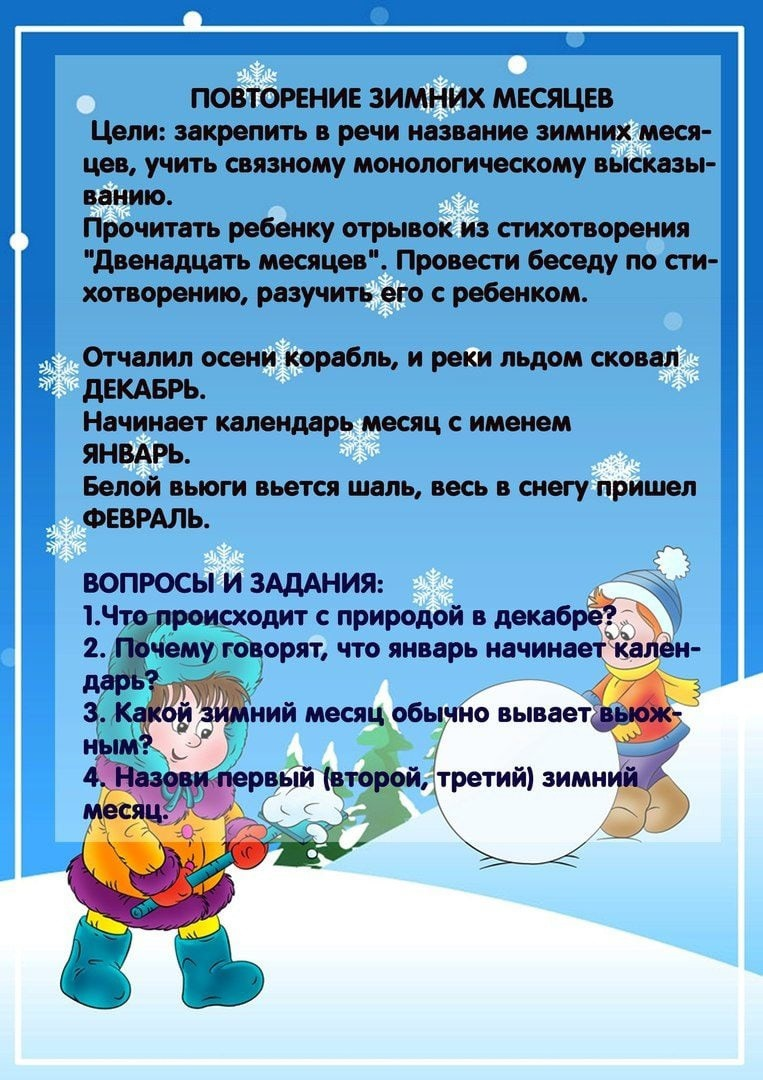 ПОВТОРЕНИЕ ЗИМНИХ МЕСЯЦЕВ
Цели: закрепить в речи название зимних меся-
цев, учить связному монологическому высказы-
ванию.
Прочитать ребенку отрывок из стихотворения
"Двенадцать месяцев". Провести беседу по сти-
хотворению, разучить его с ребенком.
Отчалил осени корабль, и реки льдом сковал
ДЕКАБРЬ.
Начинает календарь месяц с именем
ЯНВАРЬ.
Белой вьюги вьется шаль, весь в снегу пришел
ФЕВРАЛЬ.
ВОПРОСЫ И ЗАДАНИЯ:
1.Что происходит с природой в декабре?
2. Почему говорят, что январь начинает кален-
дарь?
3. Какой зимний месяц обычно вывает вьюж-
ным?
4. Назови первый (второй, третий) зимний
месяц.